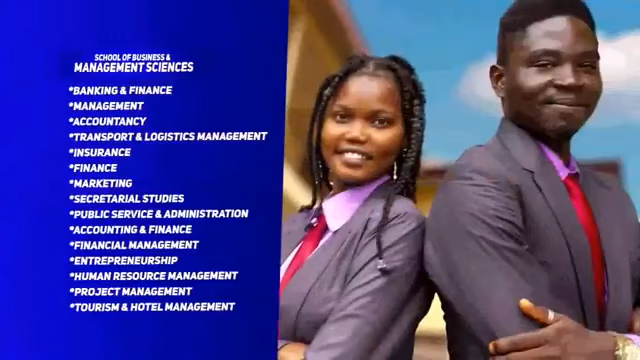 SCHOOL OF BUSINESS &
MANAGEMENT SCIENCES
*BANKING & FINANCE
*MANAGEMENT
*ACCOUNTANCY
*TRANSPORT & LOGISTICS MANAGEMENT
*INSURANCE
*FINANCE
*MARKETING
*SECRETARIAL STUDIES
*PUBLIC SERVICE & ADMINISTRATION
*ACCOUNTING & FINANCE
*FINANCIAL MANAGEMENT
*ENTREPRENEURSHIP
*HUMAN RESOURCE MANAGEMENT
*PROJECT MANAGEMENT
*TOURISM & HOTEL MANAGEMENT